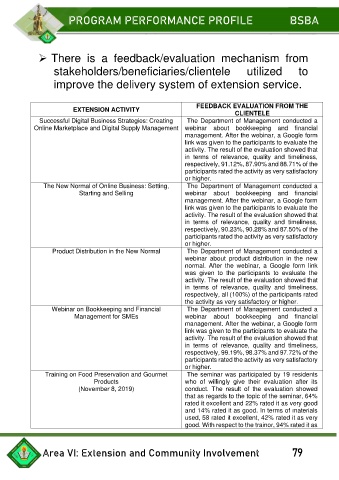 PROGRAM PERFORMANCE PROFILE BSBA
➢ There is a feedback/evaluation mechanism from
stakeholders/beneficiaries/clientele utilized to
improve the delivery system of extension service.
EXTENSION ACTIVITY
FEEDBACK EVALUATION FROM THE
CLIENTELE
Successful Digital Business Strategies: Creating
Online Marketplace and Digital Supply Management
The Department of Management conducted a
webinar about bookkeeping and financial
management. After the webinar, a Google form
link was given to the participants to evaluate the
activity. The result of the evaluation showed that
in terms of relevance, quality and timeliness,
respectively, 91.12%, 87.90% and 88.71% of the
participants rated the activity as very satisfactory
or higher.
The New Normal of Online Business: Setting,
Starting and Selling
The Department of Management conducted a
webinar about bookkeeping and financial
management. After the webinar, a Google form
link was given to the participants to evaluate the
activity. The result of the evaluation showed that
in terms of relevance, quality and timeliness,
respectively, 90.23%, 90.28% and 87.50% of the
participants rated the activity as very satisfactory
or higher.
Product Distribution in the New Normal
The Department of Management conducted a
webinar about product distribution in the new
normal. After the webinar, a Google form link
was given to the participants to evaluate the
activity. The result of the evaluation showed that
in terms of relevance, quality and timeliness,
respectively, all (100%) of the participants rated
the activity as very satisfactory or higher.
Webinar on Bookkeeping and Financial
Management for SMEs
The Department of Management conducted a
webinar about bookkeeping and financial
management. After the webinar, a Google form
link was given to the participants to evaluate the
activity. The result of the evaluation showed that
in terms of relevance, quality and timeliness,
respectively, 99.19%, 98.37% and 97.72% of the
participants rated the activity as very satisfactory
or higher.
Training on Food Preservation and Gourmet
Products
(November 8, 2019)
The seminar was participated by 19 residents
who of willingly give their evaluation after its
conduct. The result of the evaluation showed
that as regards to the topic of the seminar, 64%
rated it excellent and 22% rated it as very good
and 14% rated it as good. In terms of materials
used, 58 rated it excellent, 42% rated it as very
good. With respect to the trainor, 94% rated it as
Area VI: Extension and Community Involvement 79